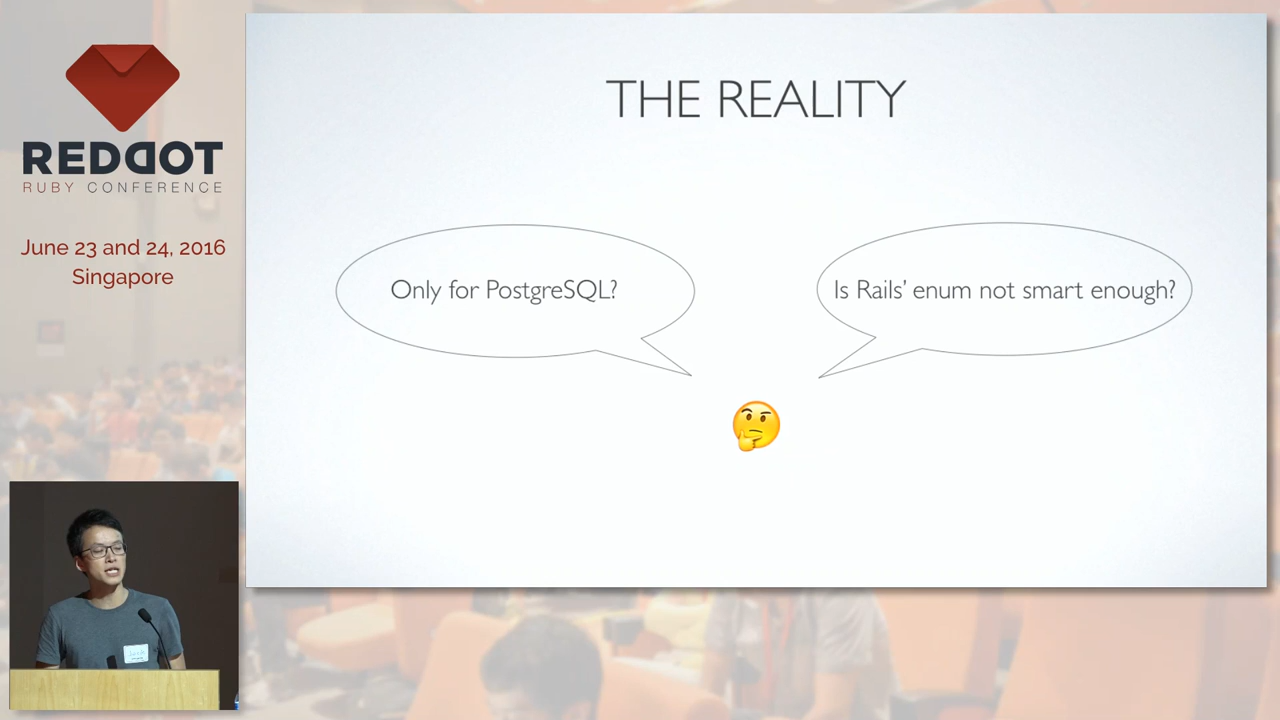 REDDOT
RUBY CONFERENCE
June 23 and 24, 2016
Singapore
THE REALITY
Only for PostgreSQL?
Is Rails' enum not smart enough?